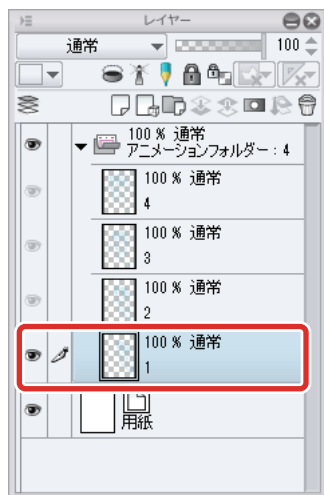 レイヤー
通常
100
100 % 通常
アニメーションフォルダー : 4
100 % 通常
4
100 % 通常
3
100 % 通常
2
100 % 通常
1
用紙